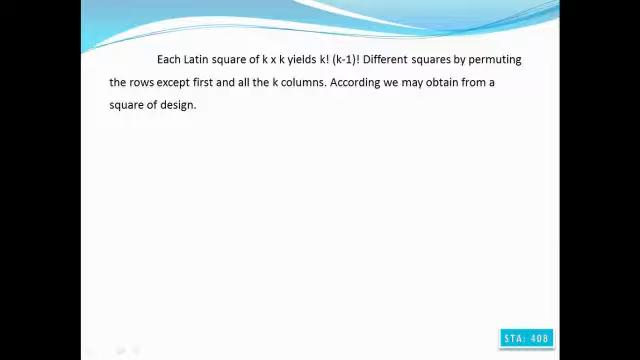 Each Latin square of k x k yields k! (k-1)! Different squares by permuting
the rows except first and all the k columns. According we may obtain from a
square of design.
STA: 408